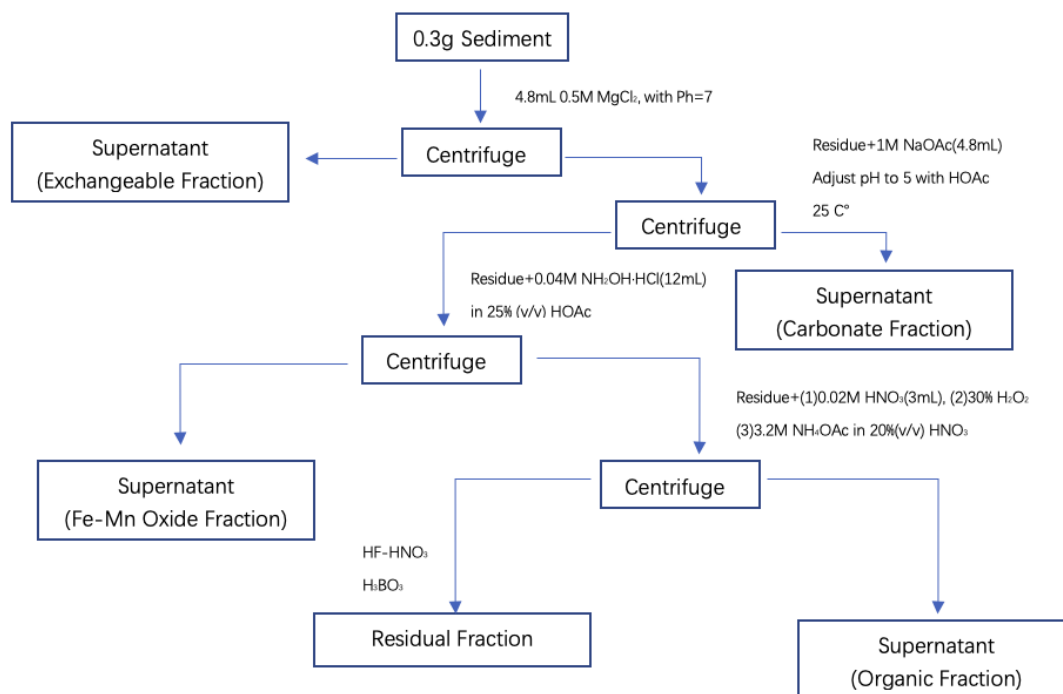 0.3g Sediment
4.8mL 0.5M MgCl₂, with Ph=7
Centrifuge
Supernatant
(Exchangeable Fraction)
Residue+1M NaOAc(4.8mL)
Adjust pH to 5 with HOAc
25 C°
Centrifuge
Supernatant
(Carbonate Fraction)
Residue+0.04M NH₂OH·HCl(12mL)
in 25% (v/v) HOAc
Centrifuge
Supernatant
(Fe-Mn Oxide Fraction)
Residue+(1)0.02M HNO₃(3mL), (2)30% H₂O₂
(3)3.2M NH₄OAc in 20%(v/v) HNO₃
Centrifuge
HF-HNO₃
H₃BO₃
Residual Fraction
Supernatant
(Organic Fraction)